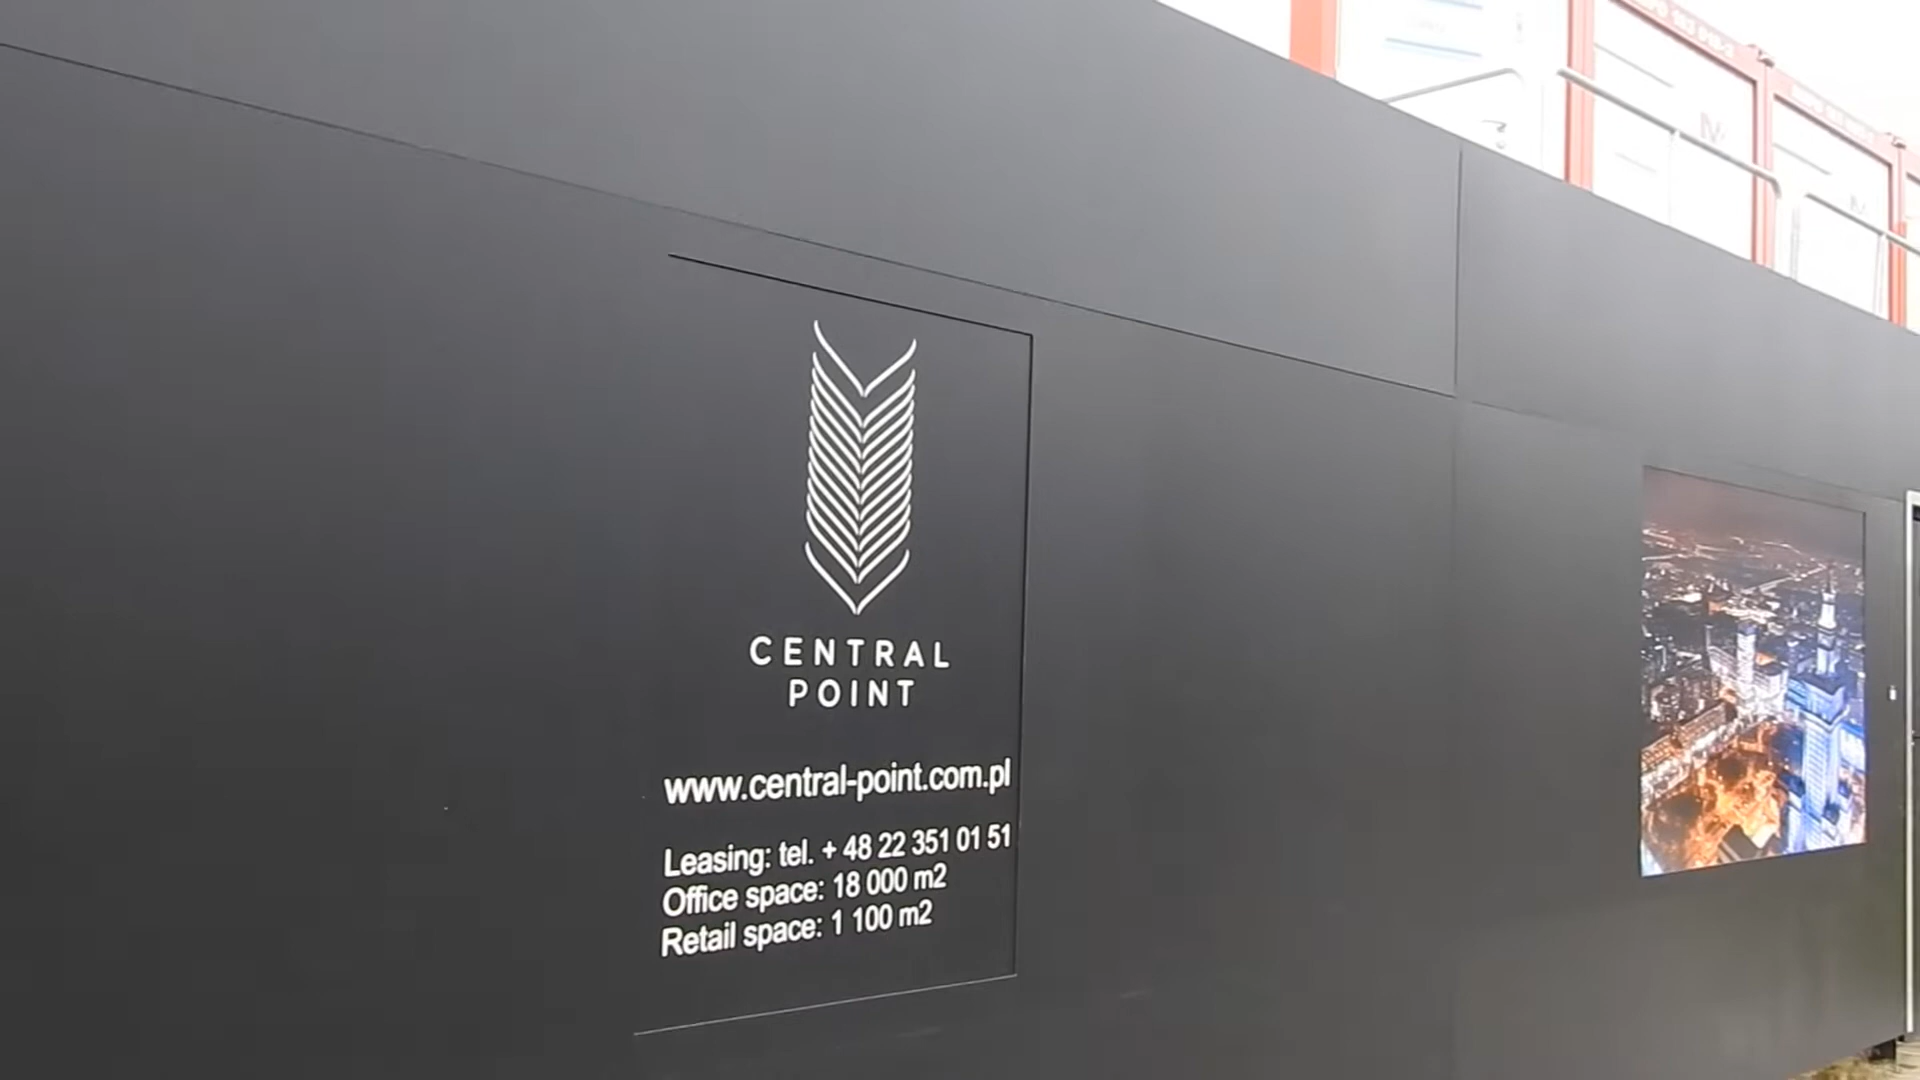 CENTRAL
POINT
www.central-point.com.pl
Leasing: tel. + 48 22 351 01 51
Office space: 18 000 m2
Retail space: 1 100 m2